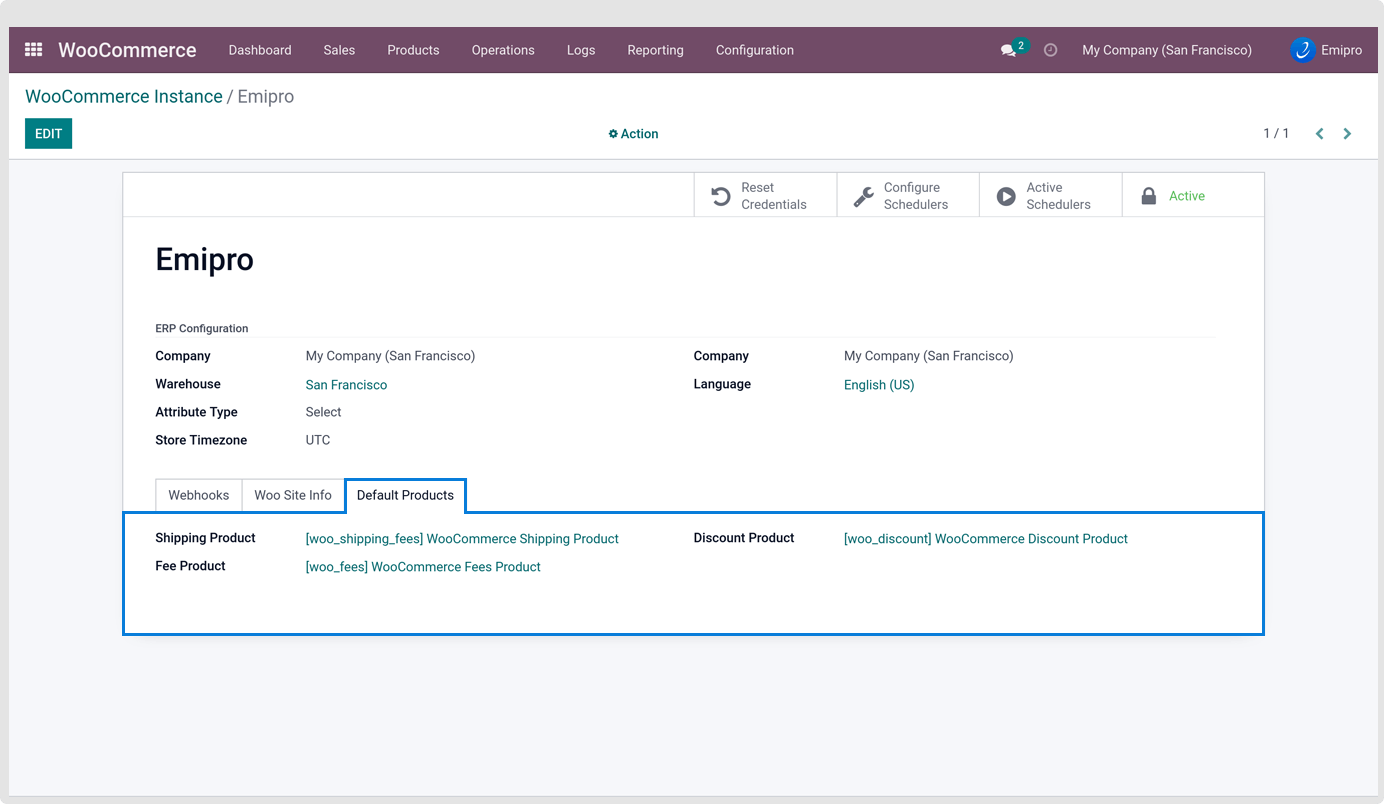 WooCommerce Dashboard Sales Products Operations Logs Reporting Configuration 2 My Company (San Francisco) Emipro
WooCommerce Instance / Emipro
EDIT Action 1 / 1
Reset Credentials
Configure Schedulers
Active Schedulers
Active
Emipro
ERP Configuration
Company My Company (San Francisco) Company My Company (San Francisco)
Warehouse San Francisco Language English (US)
Attribute Type Select
Store Timezone UTC
Webhooks Woo Site Info Default Products
Shipping Product [woo_shipping_fees] WooCommerce Shipping Product Discount Product [woo_discount] WooCommerce Discount Product
Fee Product [woo_fees] WooCommerce Fees Product